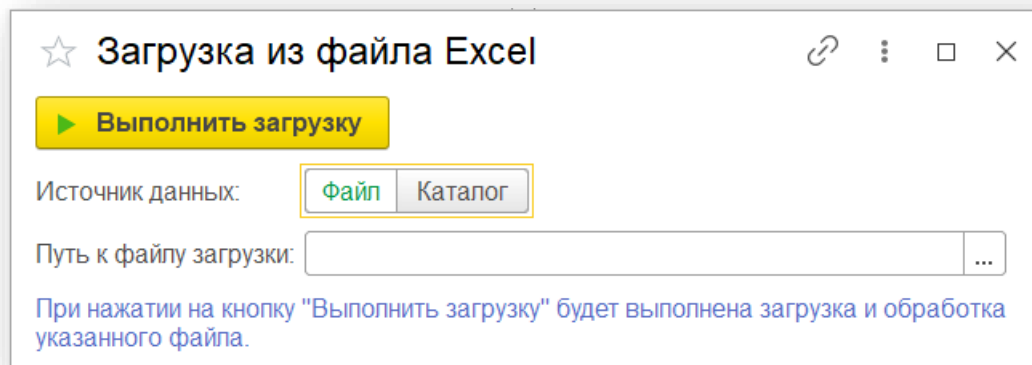 Загрузка из файла Excel
Выполнить загрузку
Источник данных: Файл Каталог
Путь к файлу загрузки: ...
При нажатии на кнопку "Выполнить загрузку" будет выполнена загрузка и обработка
указанного файла.